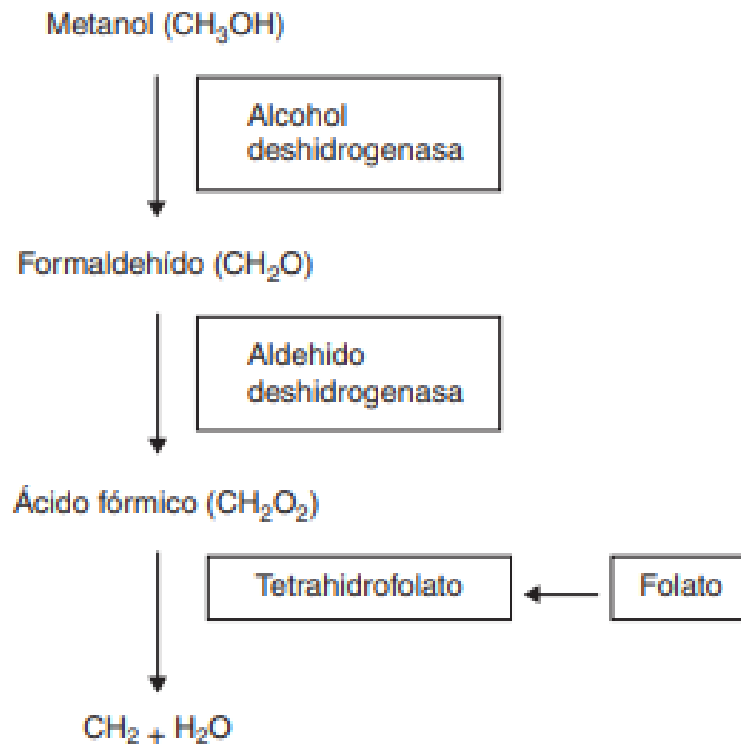 Metanol (CH₃OH)
Alcohol
deshidrogenasa
Formaldehído (CH₂O)
Aldehido
deshidrogenasa
Ácido fórmico (CH₂O₂)
Tetrahidrofolato
Folato
CH₂ + H₂O